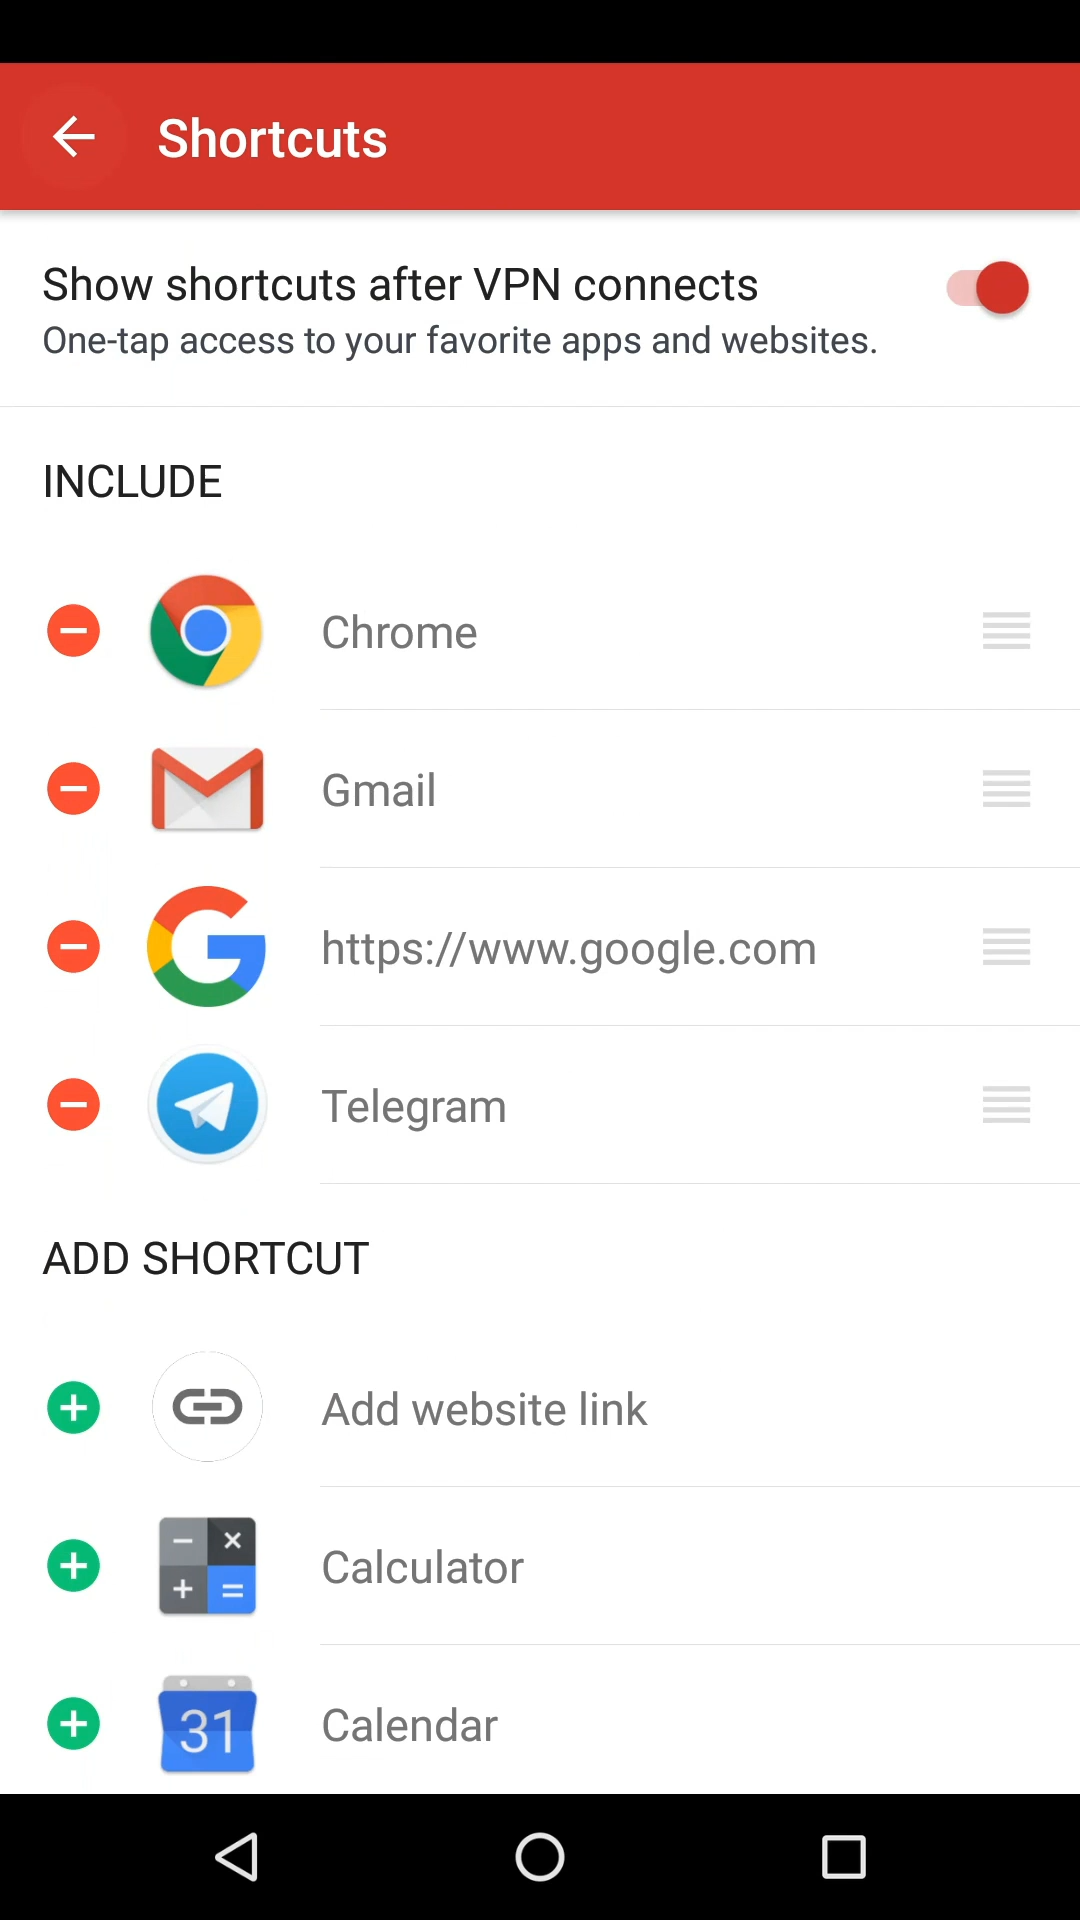 Shortcuts
Show shortcuts after VPN connects
One-tap access to your favorite apps and websites.
INCLUDE
Chrome
Gmail
https://www.google.com
Telegram
ADD SHORTCUT
Add website link
Calculator
31
Calendar